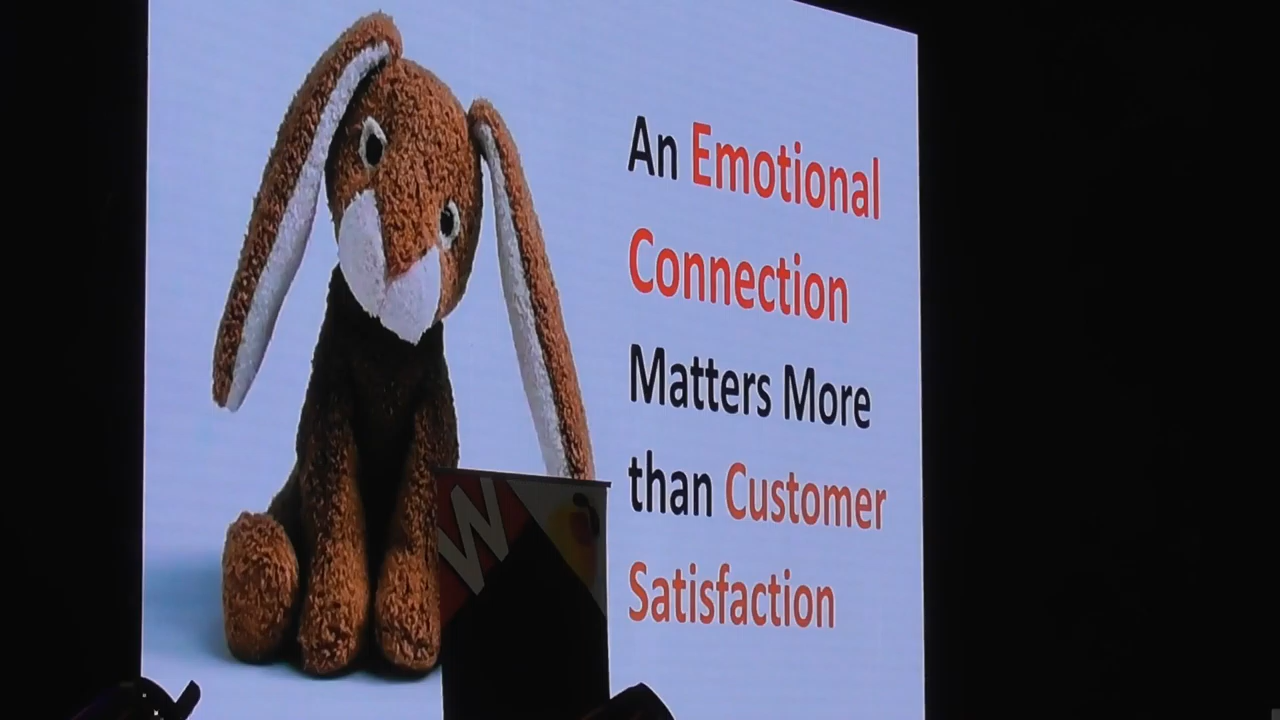 An Emotional
Connection
Matters More
than Customer
Satisfaction
W